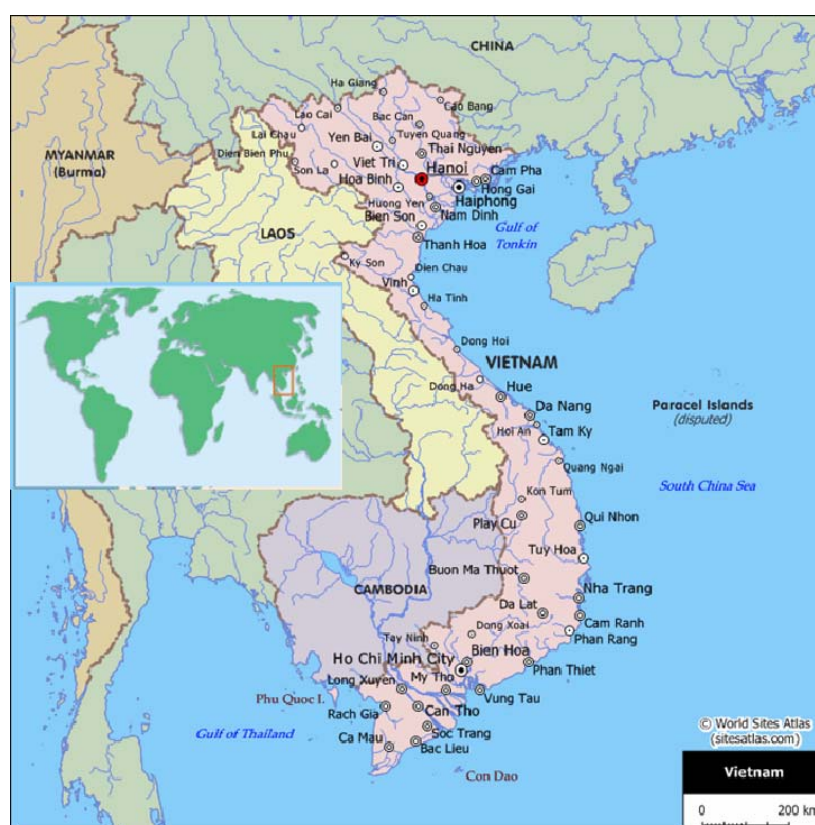 CHINA
Ha Giang
Cao Bang
Lao Cai
Bac Can
Lai Chau
Tuyen Quang
Yen Bai
Thai Nguyen
MYANMAR
(Burma)
Dien Bien Phu
Viet Tri
Hanoi
Son La
Cam Pha
Hoa Binh
Hong Gai
Huong Yen
Haiphong
Bien Son
Nam Dinh
Gulf of
Tonkin
LAOS
Thanh Hoa
Ky Son
Dien Chau
Vinh
Ha Tinh
Dong Hoi
VIETNAM
Dong Ha
Hue
Da Nang
Paracel Islands
(disputed)
Hoi An
Tam Ky
Quang Ngai
South China Sea
Kon Tum
Play Cu
Qui Nhon
Tuy Hoa
Buon Ma Thuot
CAMBODIA
Nha Trang
Da Lat
Cam Ranh
Dong Xoai
Phan Rang
Tay Ninh
Ho Chi Minh City
Bien Hoa
Phan Thiet
Long Xuyen
My Tho
Phu Quoc I.
Vung Tau
Rach Gia
Can Tho
Gulf of Thailand
Soc Trang
Ca Mau
Bac Lieu
Con Dao
© World Sites Atlas
(sitesatlas.com)
Vietnam
0 200 km